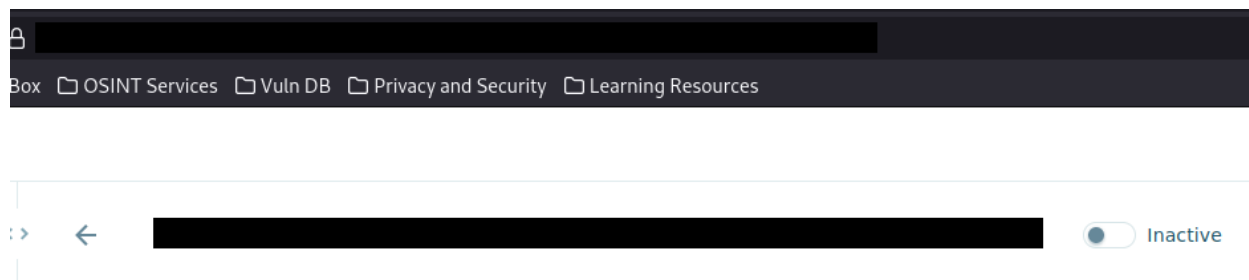 Box OSINT Services Vuln DB Privacy and Security Learning Resources
Inactive